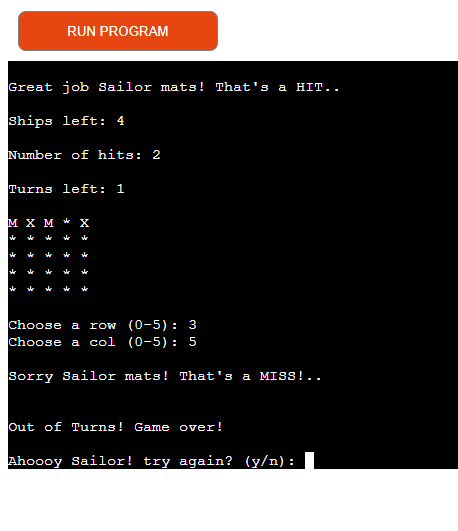 RUN PROGRAM
Great job Sailor mats! That's a HIT..
Ships left: 4
Number of hits: 2
Turns left: 1
M X M * X
* * * * *
* * * * *
* * * * *
* * * * *
Choose a row (0-5): 3
Choose a col (0-5): 5
Sorry Sailor mats! That's a MISS!..
Out of Turns! Game over!
Ahoooy Sailor! try again? (y/n):